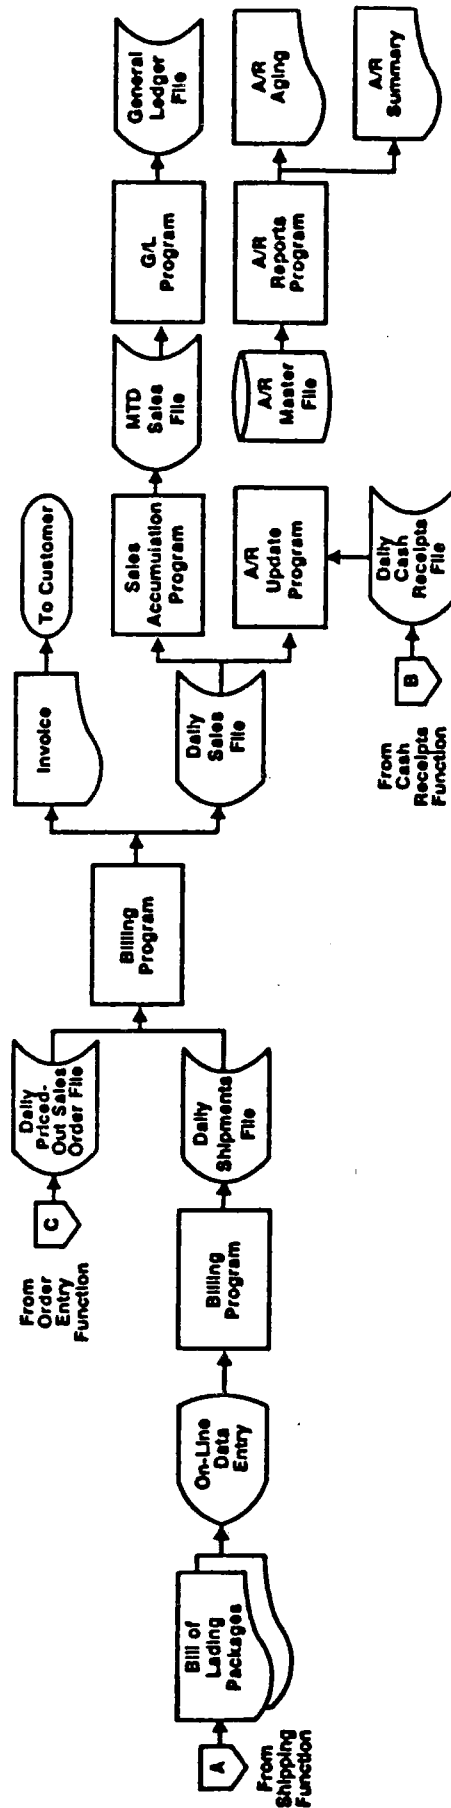 A
From
Shipping
Function
Bill of
Lading
Packages
On-Line
Data
Entry
Billing
Program
Daily
Shipments
File
From
Order
Entry
Function
C
Daily
Priced-
Out Sales
Order File
Billing
Program
Invoice
To Customer
Daily
Sales
File
Sales
Accumulation
Program
MTD
Sales
File
G/L
Program
General
Ledger
File
A/R
Update
Program
From
Cash
Receipts
Function
B
Daily
Cash
Receipts
File
A/R
Master
File
A/R
Reports
Program
A/R
Aging
A/R
Summary